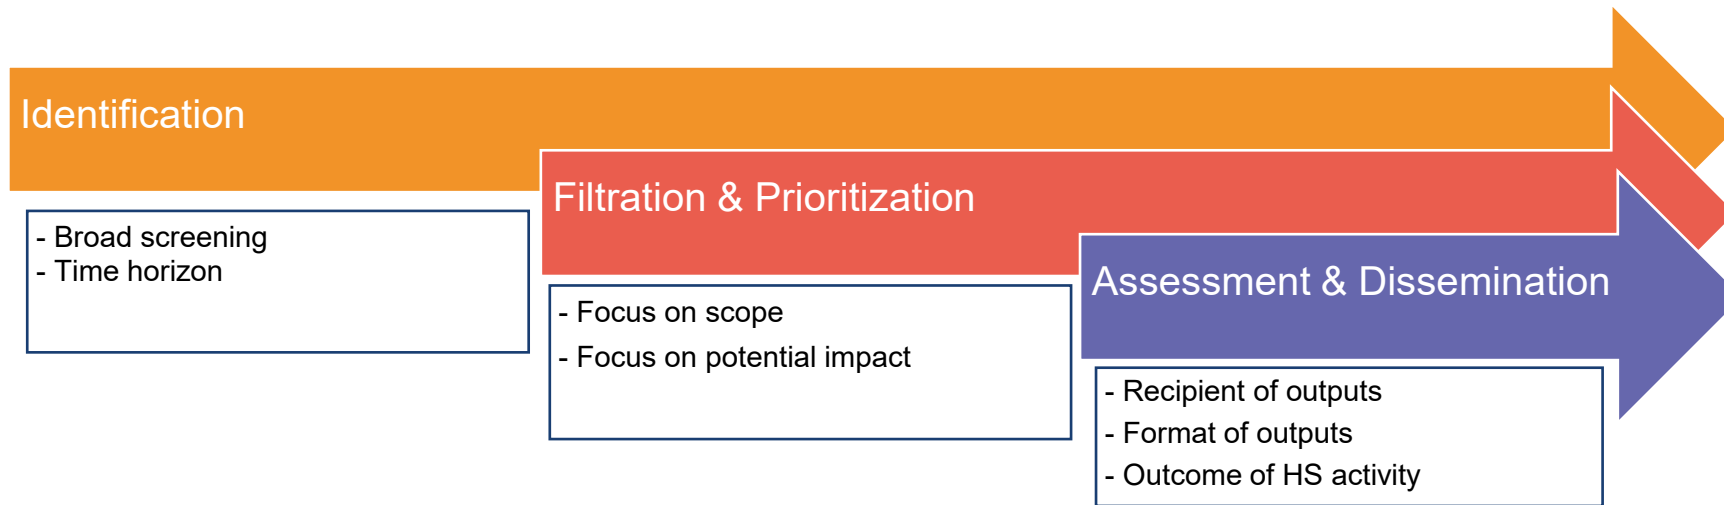 Identification
- Broad screening
- Time horizon
Filtration & Prioritization
- Focus on scope
- Focus on potential impact
Assessment & Dissemination
- Recipient of outputs
- Format of outputs
- Outcome of HS activity